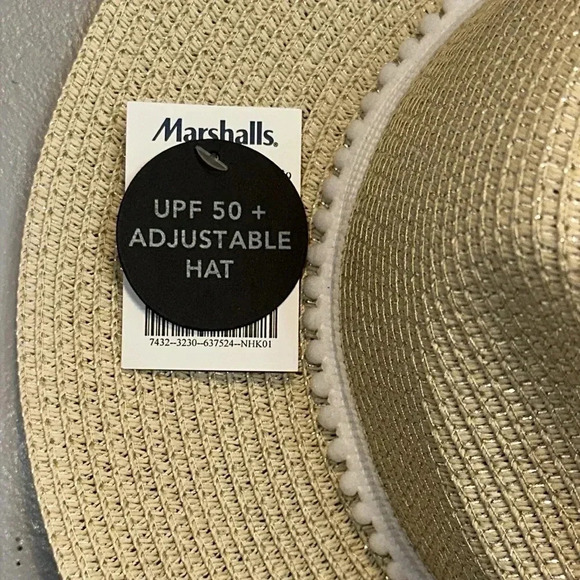 Marshalls®
UPF 50 +
ADJUSTABLE
HAT
7432--3230--637524--NHK01